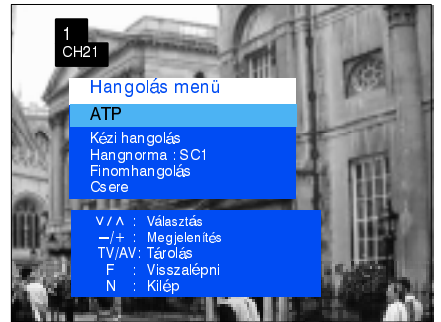 1
CH21
Hangolás menü
ATP
Kézi hangolás
Hangnorma : SC1
Finomhangolás
Csere
V / Λ : Választás
–/+ : Megjelenítés
TV/AV: Tárolás
F : Visszalépni
N : Kilép